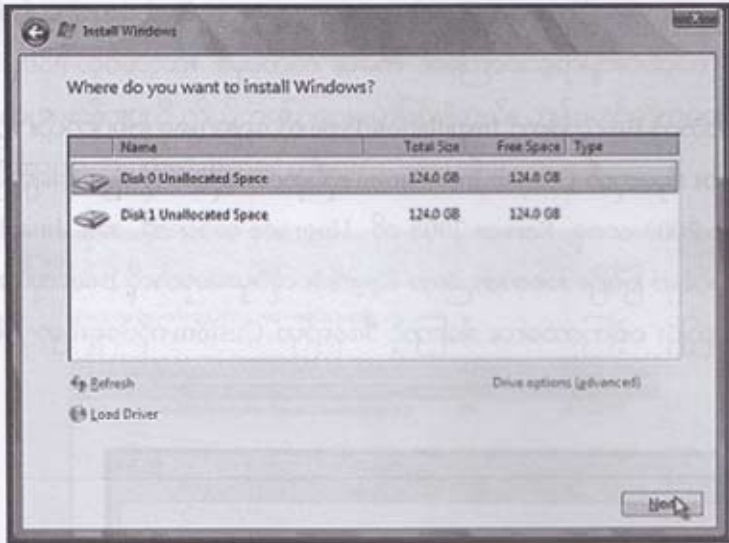 Install Windows
Where do you want to install Windows?
Name Total Size Free Space Type
Disk 0 Unallocated Space 124.0 GB 124.0 GB
Disk 1 Unallocated Space 124.0 GB 124.0 GB
Refresh Drive options (advanced)
Load Driver
Next